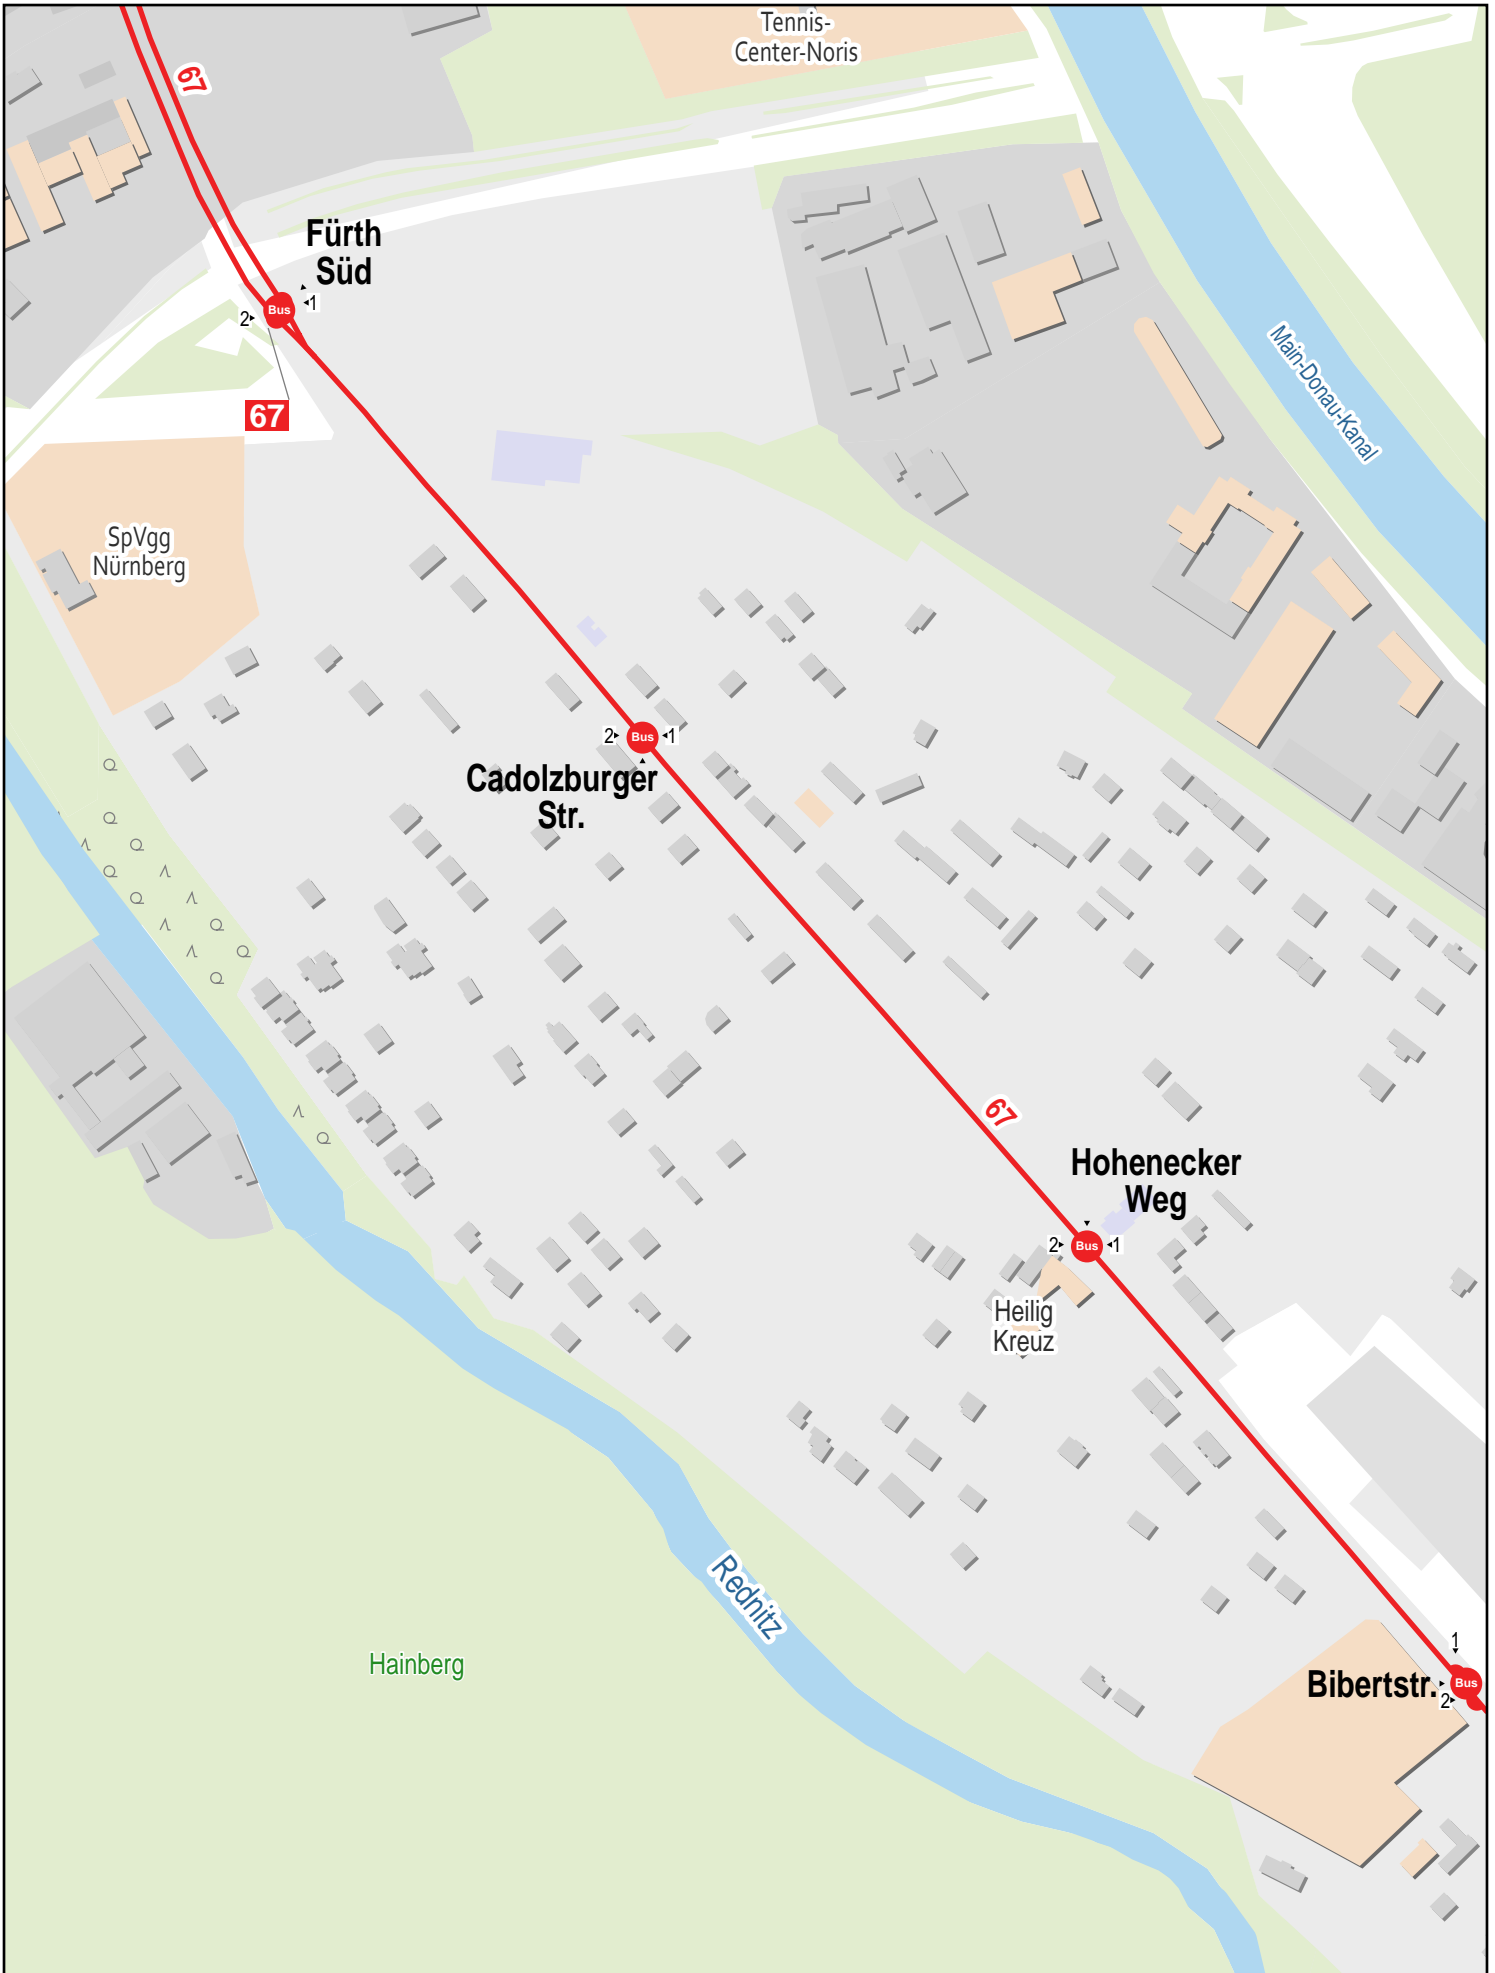 Tennis-
Center-Noris
67
Fürth
Süd
Bus
1
2
67
Main-Donau-Kanal
SpVgg
Nürnberg
2
Bus
1
Cadolzburger
Str.
67
Hohenecker
Weg
2
Bus
1
Heilig
Kreuz
Rednitz
Hainberg
1
Bibertstr.
Bus
2